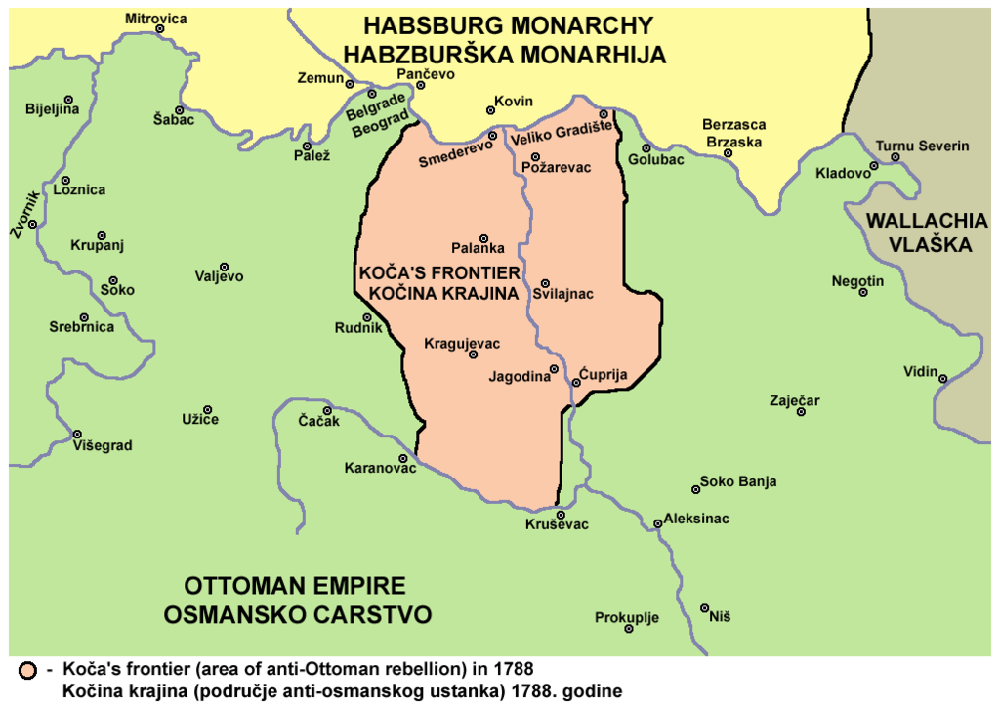 HABSBURG MONARCHY
HABZBURŠKA MONARHIJA
Mitrovica
Zemun
Pančevo
Bijeljina
Šabac
Belgrade
Beograd
Kovin
Palež
Smederevo
Veliko Gradište
Požarevac
Golubac
Berzasca
Brzaska
Turnu Severin
Kladovo
Loznica
Zvornik
WALLACHIA
VLAŠKA
Krupanj
Palanka
Valjevo
Soko
KOČA'S FRONTIER
KOČINA KRAJINA
Svilajnac
Negotin
Srebrnica
Rudnik
Kragujevac
Jagodina
Ćuprija
Vidin
Zaječar
Užice
Čačak
Višegrad
Karanovac
Soko Banja
Kruševac
Aleksinac
OTTOMAN EMPIRE
OSMANSKO CARSTVO
Prokuplje
Niš
- Koča's frontier (area of anti-Ottoman rebellion) in 1788
Kočina krajina (područje anti-osmanskog ustanka) 1788. godine